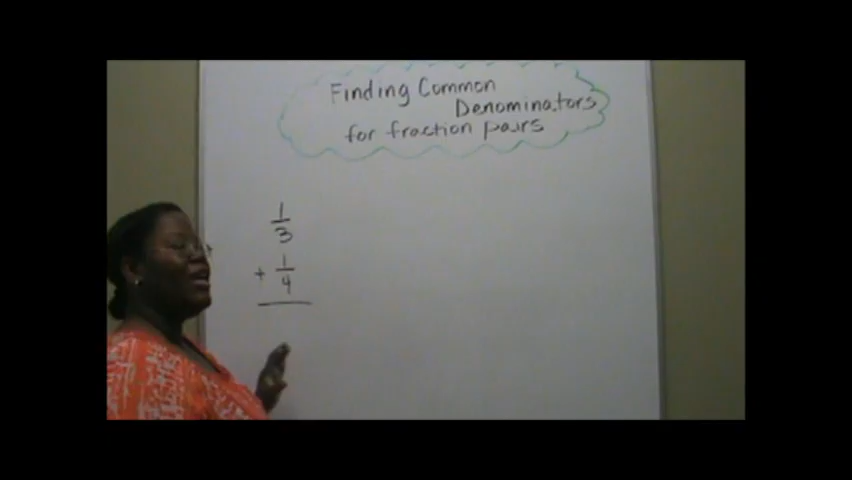 Finding Common
Denominators
for fraction pairs
1
3
+ 1
4